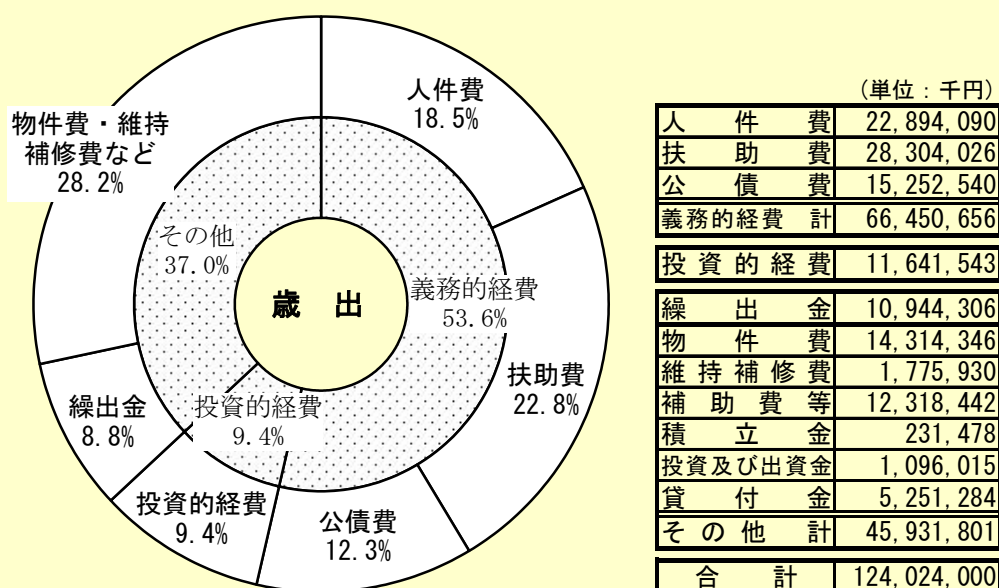 人件費
18.5%
物件費・維持
補修費など
28.2%
その他
37.0%
歳 出
義務的経費
53.6%
扶助費
22.8%
繰出金
8.8%
投資的経費
9.4%
投資的経費
9.4%
公債費
12.3%
（単位：千円）
人件費 22,894,090
扶助費 28,304,026
公債費 15,252,540
義務的経費 計 66,450,656
投資的経費 11,641,543
繰出金 10,944,306
物件費 14,314,346
維持補修費 1,775,930
補助費等 12,318,442
積立金 231,478
投資及び出資金 1,096,015
貸付金 5,251,284
その他計 45,931,801
合計 124,024,000